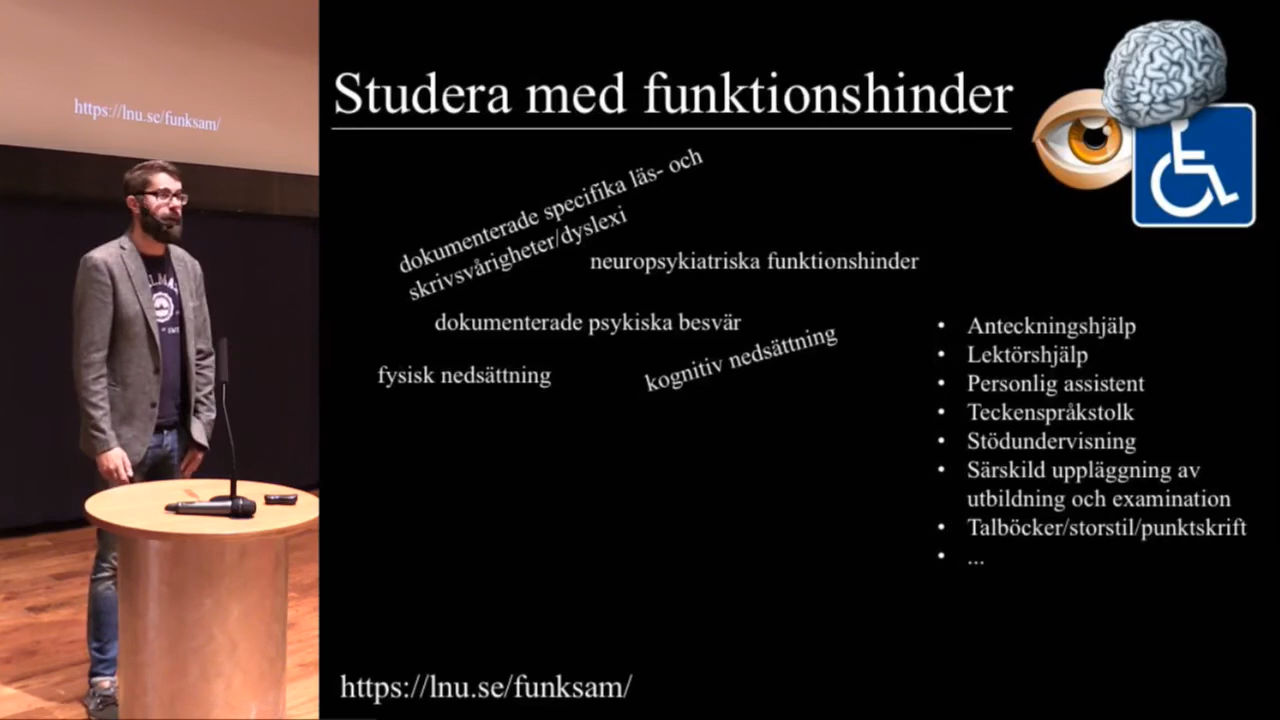 https://lnu.se/funksam/
Studera med funktionshinder
dokumenterade specifika läs- och
skrivsvårigheter/dyslexi
neuropsykiatriska funktionshinder
dokumenterade psykiska besvär
kognitiv nedsättning
fysisk nedsättning
• Anteckningshjälp
• Lektörshjälp
• Personlig assistent
• Teckenspråkstolk
• Stödundervisning
• Särskild uppläggning av
utbildning och examination
• Talböcker/storstil/punktskrift
• ...
https://lnu.se/funksam/